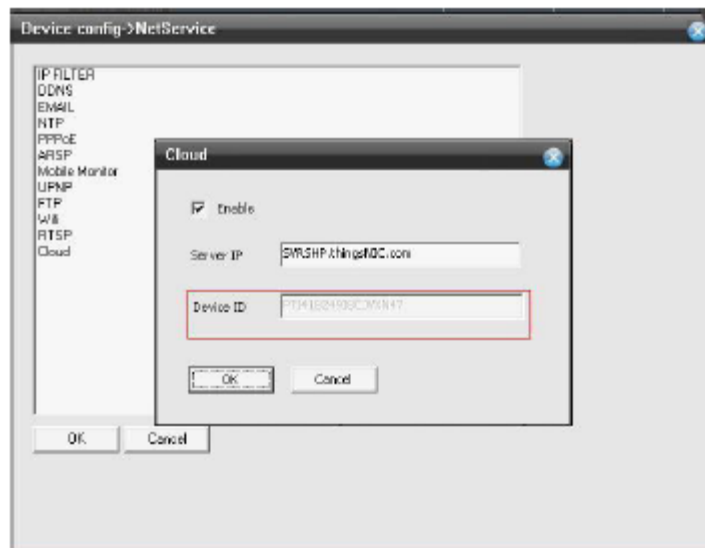 Device config->NetService
IP FILTER
DDNS
EMAIL
NTP
PPPoE
ARSP
Mobile Monitor
UPNP
FTP
Wifi
RTSP
Cloud
Cloud
Enable
Server IP
Device ID
OK
Cancel
OK
Cancel